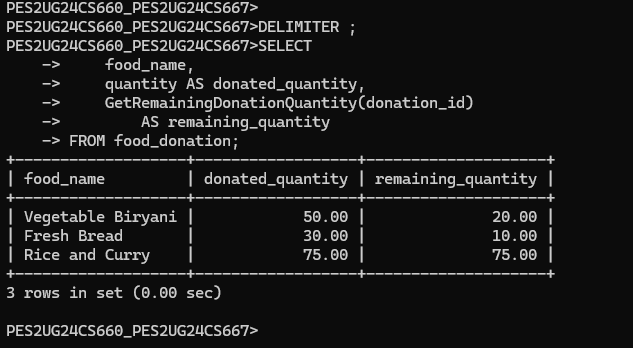 PES2UG24CS660_PES2UG24CS667>
PES2UG24CS660_PES2UG24CS667>DELIMITER ;
PES2UG24CS660_PES2UG24CS667>SELECT
    ->     food_name,
    ->     quantity AS donated_quantity,
    ->     GetRemainingDonationQuantity(donation_id)
    ->         AS remaining_quantity
    -> FROM food_donation;
+-------------------+------------------+--------------------+
| food_name         | donated_quantity | remaining_quantity |
+-------------------+------------------+--------------------+
| Vegetable Biryani |            50.00 |              20.00 |
| Fresh Bread       |            30.00 |              10.00 |
| Rice and Curry    |            75.00 |              75.00 |
+-------------------+------------------+--------------------+
3 rows in set (0.00 sec)

PES2UG24CS660_PES2UG24CS667>